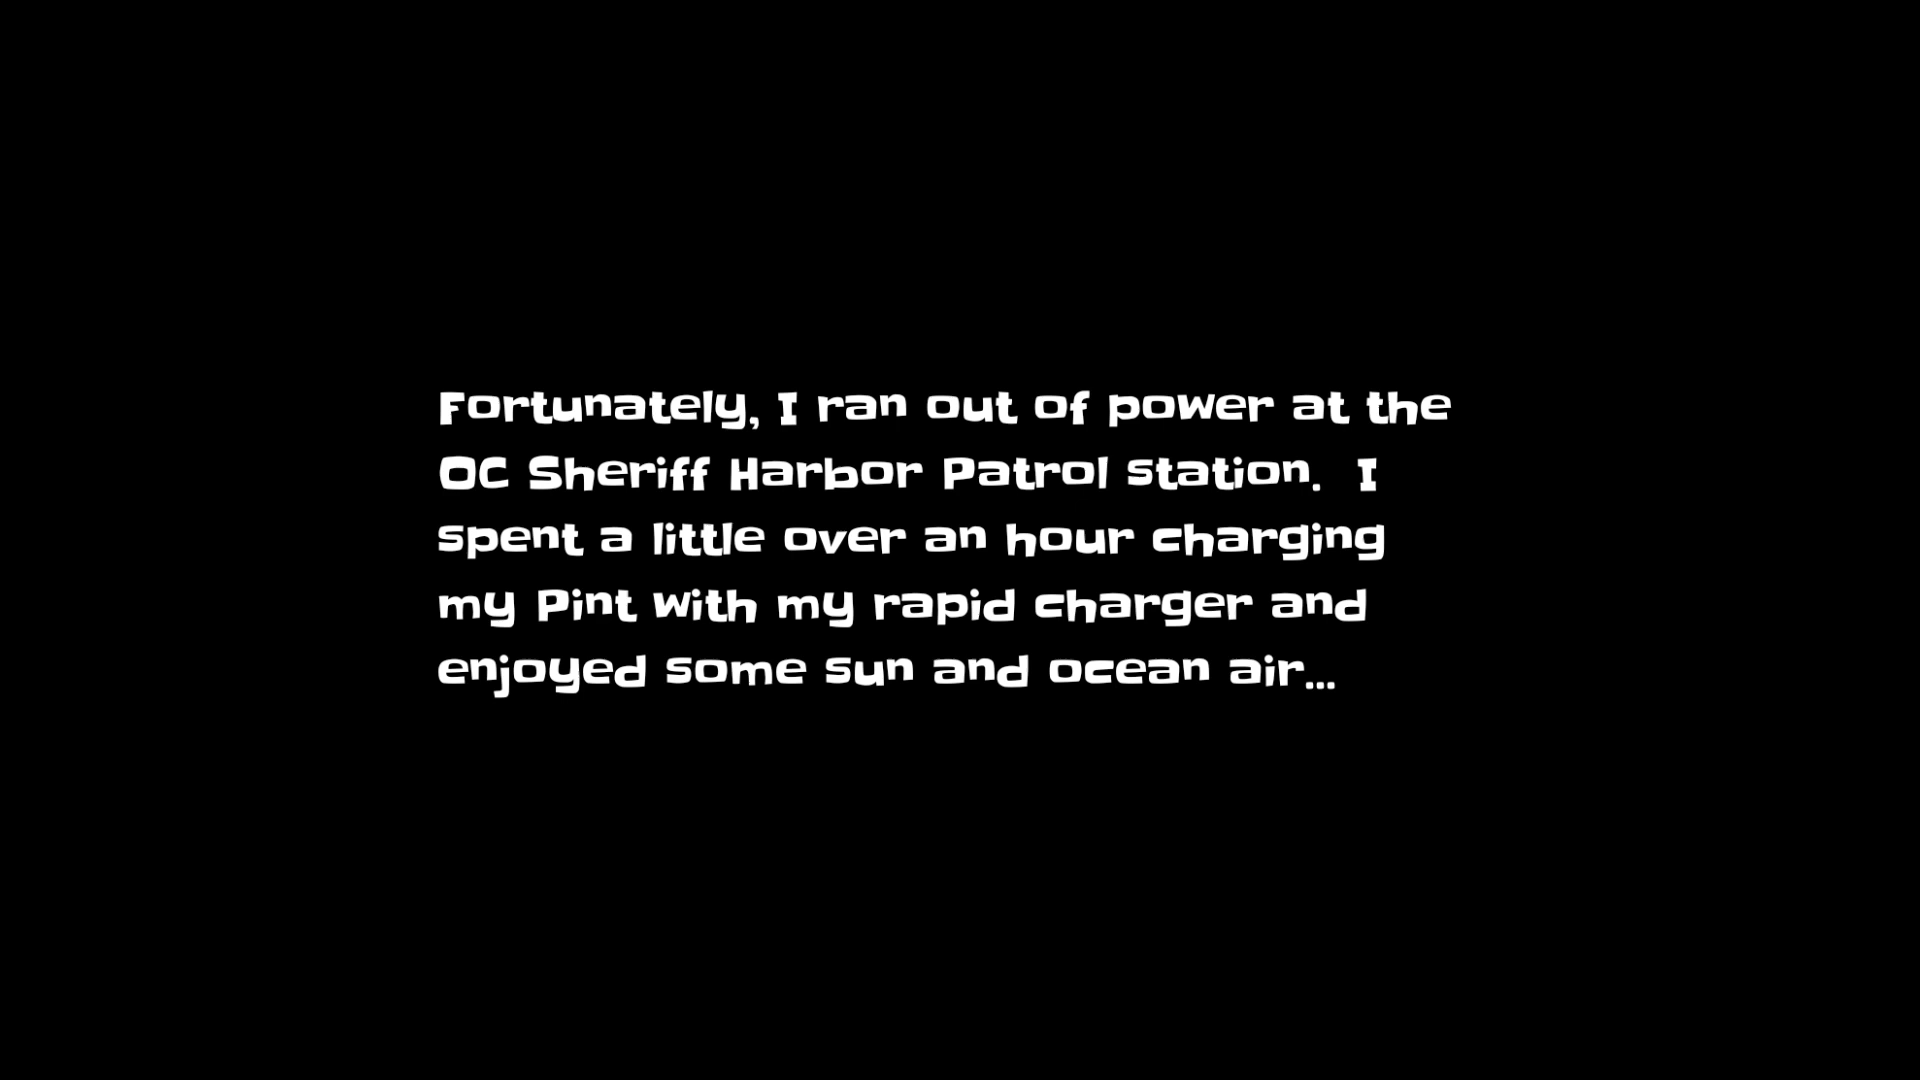 Fortunately, I ran out of power at the
OC Sheriff Harbor Patrol station.  I
spent a little over an hour charging
my Pint with my rapid charger and
enjoyed some sun and ocean air...